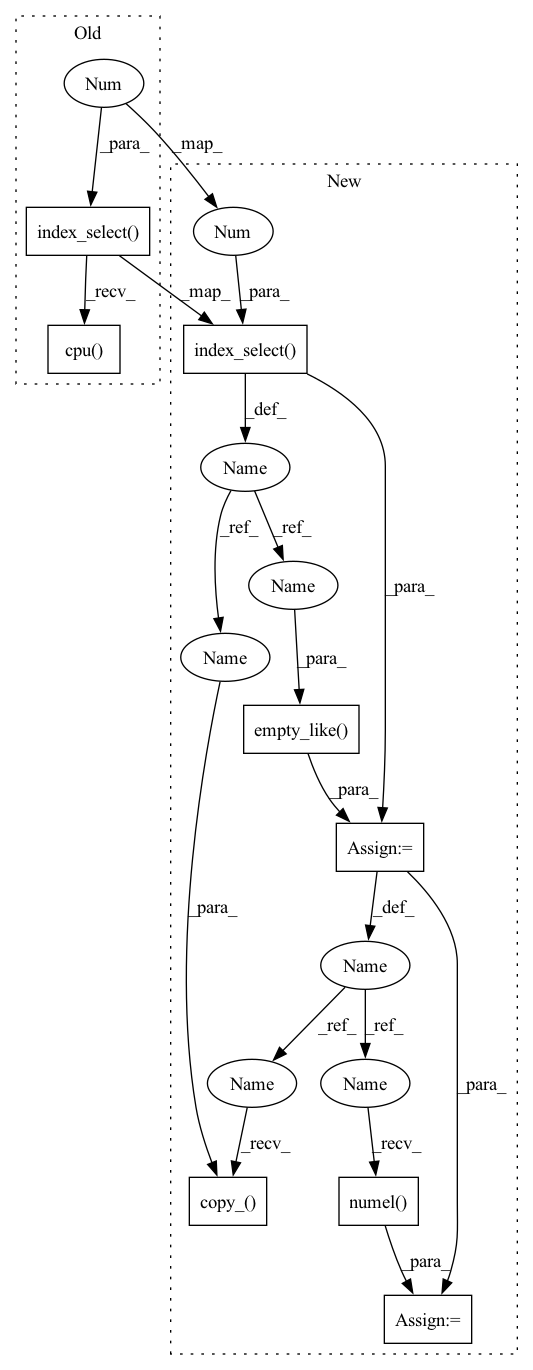 Old
Num
_para_
_map_
New
index_select()
Num
_recv_
_map_
_para_
cpu()
index_select()
_def_
Name
_ref_
_ref_
_para_
Name
Name
_para_
empty_like()
_para_
Assign:=
_para_
_def_
Name
_ref_
_ref_
_para_
Name
Name
_recv_
_recv_
copy_()
numel()
_para_
Assign:=